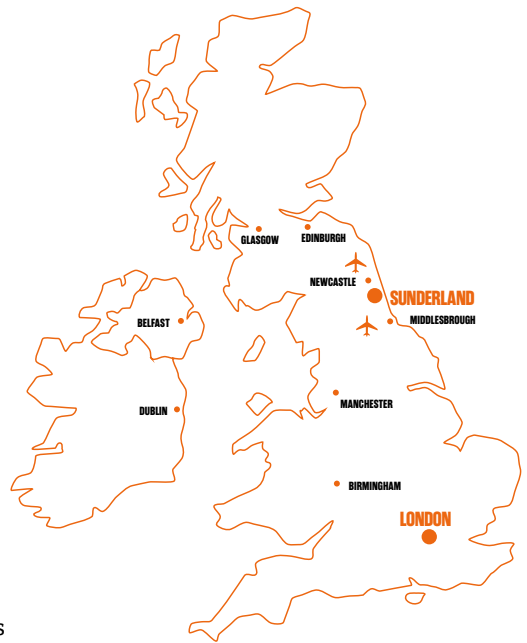 GLASGOW
EDINBURGH
NEWCASTLE
SUNDERLAND
BELFAST
MIDDLESBROUGH
DUBLIN
MANCHESTER
BIRMINGHAM
LONDON
s